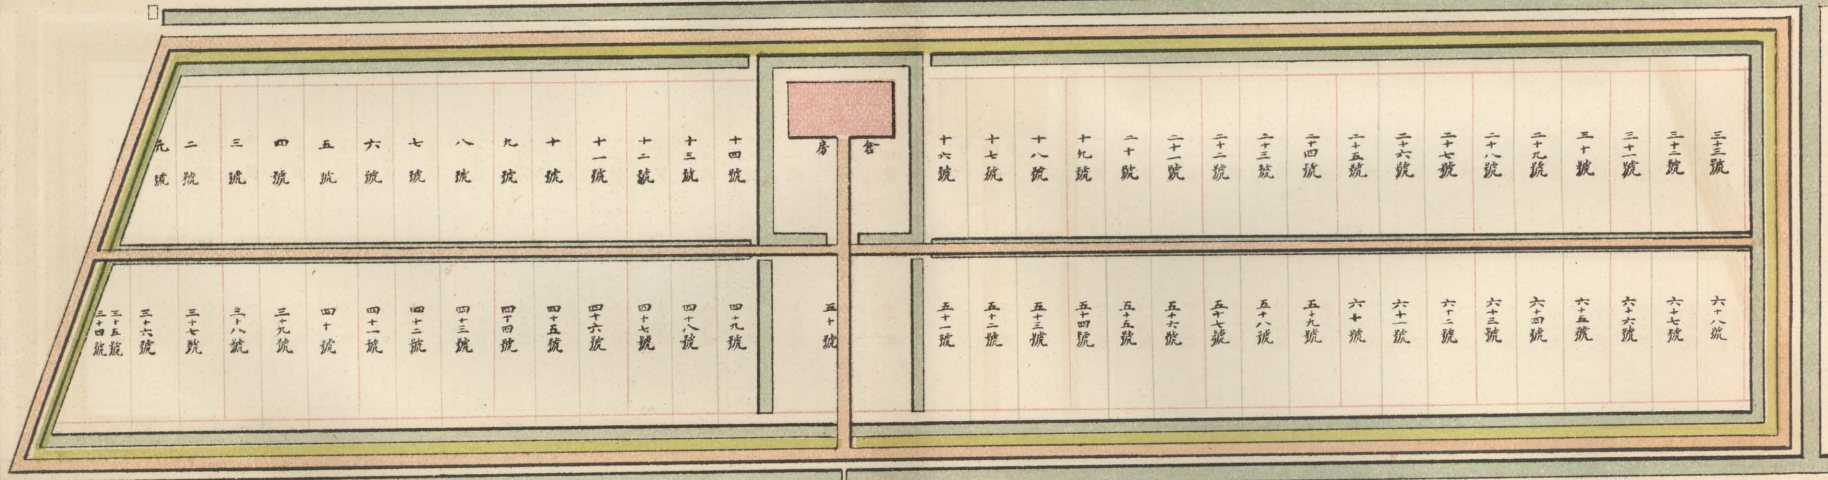 元號
二號
三號
四號
五號
六號
七號
八號
九號
十號
十一號
十二號
十三號
十四號
舍房
十六號
十七號
十八號
十九號
二十號
二十一號
二十二號
二十三號
二十四號
二十五號
二十六號
二十七號
二十八號
二十九號
三十號
三十一號
三十二號
三十三號
三十四號
三十五號
三十六號
三十七號
三十八號
三十九號
四十號
四十一號
四十二號
四十三號
四十四號
四十五號
四十六號
四十七號
四十八號
四十九號
五十號
五十一號
五十二號
五十三號
五十四號
五十五號
五十六號
五十七號
五十八號
五十九號
六十號
六十一號
六十二號
六十三號
六十四號
六十五號
六十六號
六十七號
六十八號